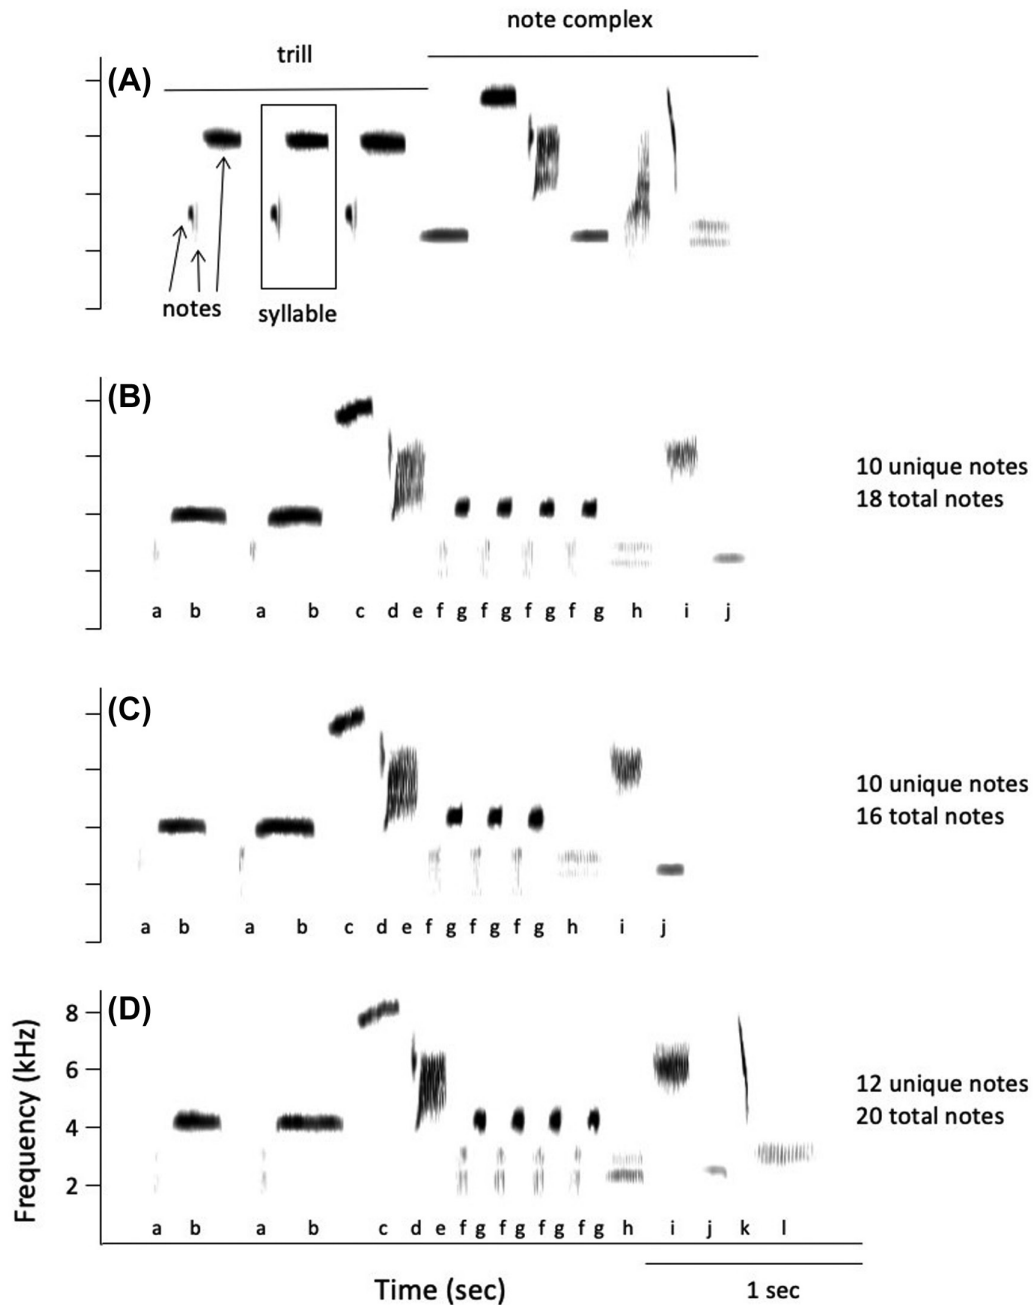 note complex
trill
(A)
notes
syllable
(B)
10 unique notes
18 total notes
a b a b c d e f g f g f g f g h i j
(C)
10 unique notes
16 total notes
a b a b c d e f g f g f g h i j
(D)
8
6
4
2
Frequency (kHz)
12 unique notes
20 total notes
a b a b c d e f g f g f g f g h i j k l
Time (sec)
1 sec